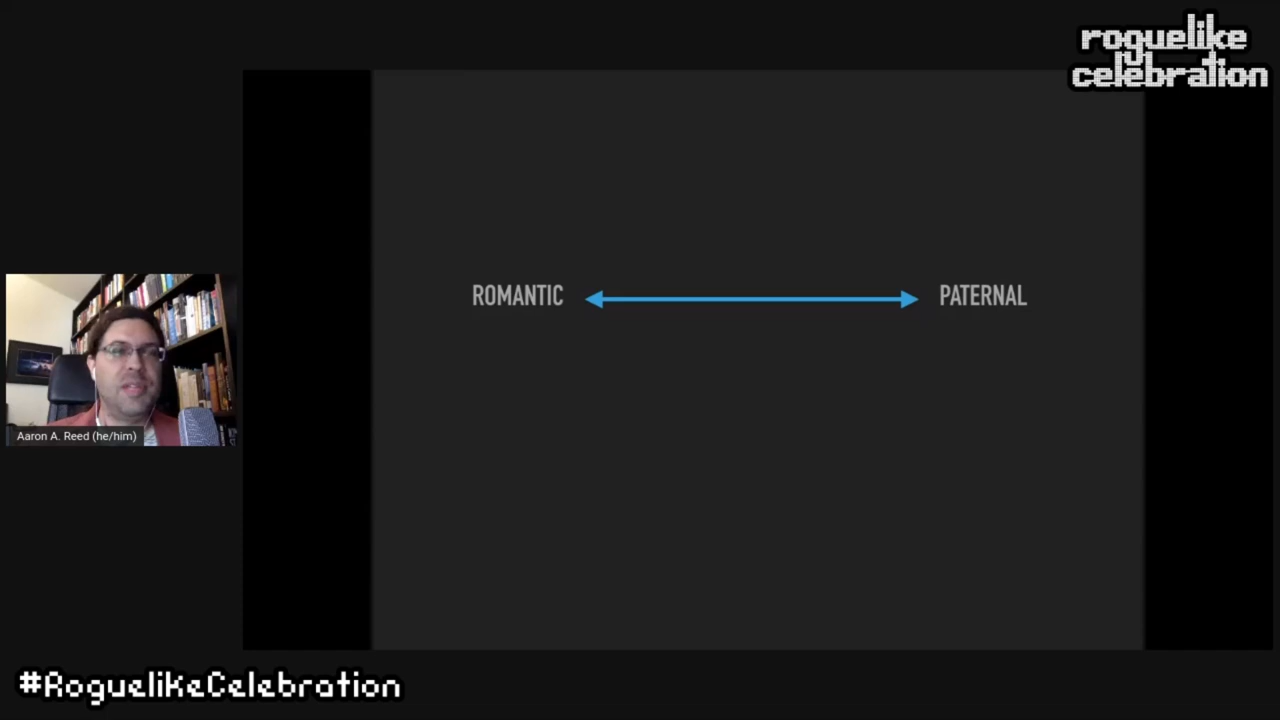 roguelike
celebration
ROMANTIC
PATERNAL
Aaron A. Reed (he/him)
#RoguelikeCelebration